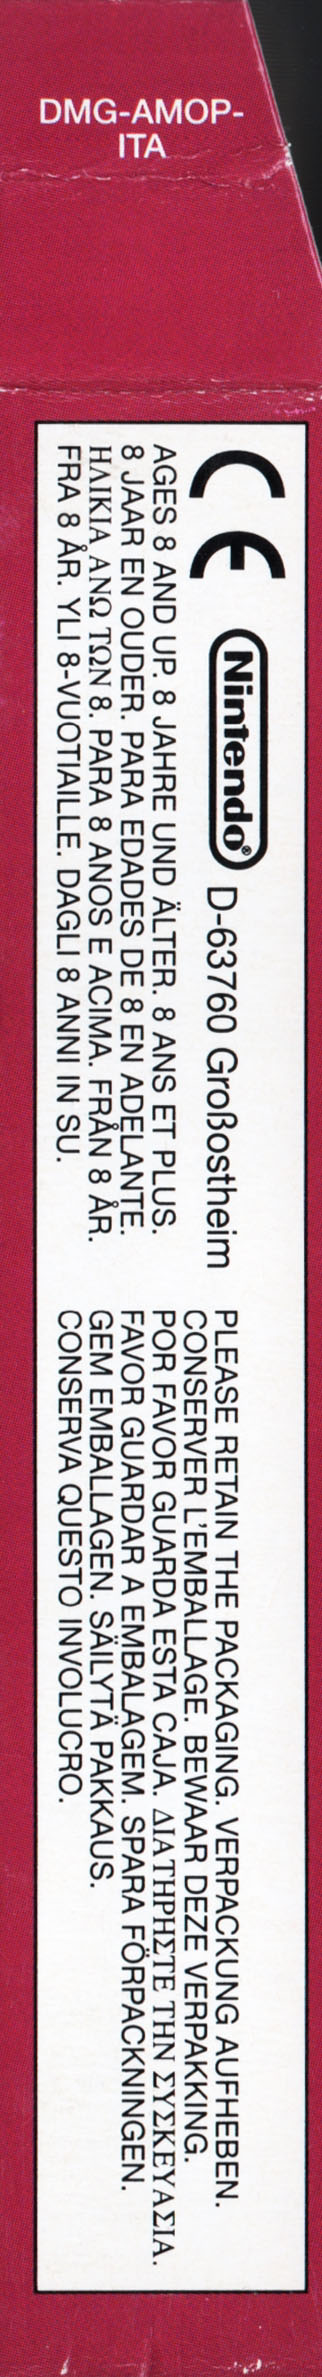 DMG-AMOP-
ITA
CE
Nintendo® D-63760 Großostheim
AGES 8 AND UP. 8 JAHRE UND ÄLTER. 8 ANS ET PLUS.
8 JAAR EN OUDER. PARA EDADES DE 8 EN ADELANTE.
ΗΛΙΚΙΑ ΑΝΩ ΤΩΝ 8. PARA 8 ANOS E ACIMA. FRÅN 8 ÅR.
FRA 8 ÅR. YLI 8-VUOTIAILLE. DAGLI 8 ANNI IN SU.
PLEASE RETAIN THE PACKAGING. VERPACKUNG AUFHEBEN.
CONSERVER L'EMBALLAGE. BEWAAR DEZE VERPAKKING.
POR FAVOR GUARDA ESTA CAJA. ΔΙΑΤΗΡΗΣΤΕ ΤΗΝ ΣΥΣΚΕΥΑΣΙΑ.
FAVOR GUARDAR A EMBALAGEM. SPARA FÖRPACKNINGEN.
GEM EMBALLAGEN. SÄILYTÄ PAKKAUS.
CONSERVA QUESTO INVOLUCRO.